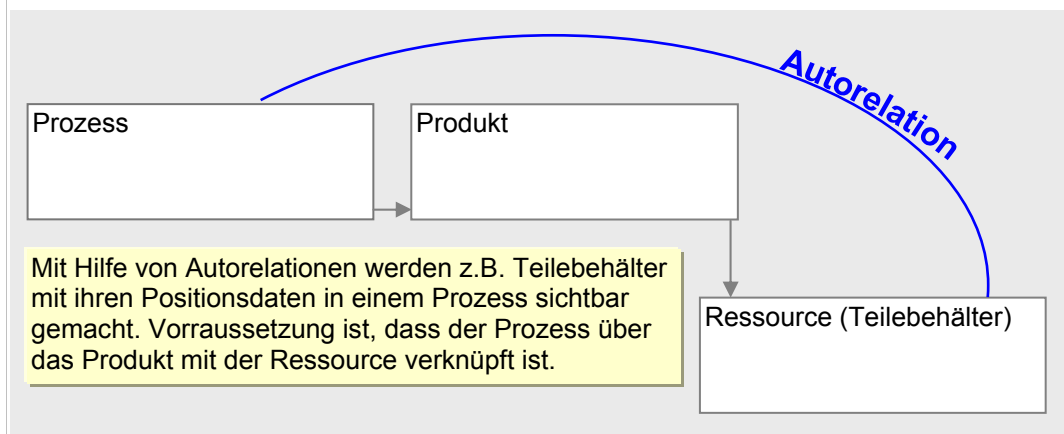 Autorelation
Prozess
Produkt
Mit Hilfe von Autorelationen werden z.B. Teilebehälter
mit ihren Positionsdaten in einem Prozess sichtbar
gemacht. Vorraussetzung ist, dass der Prozess über
das Produkt mit der Ressource verknüpft ist.
Ressource (Teilebehälter)